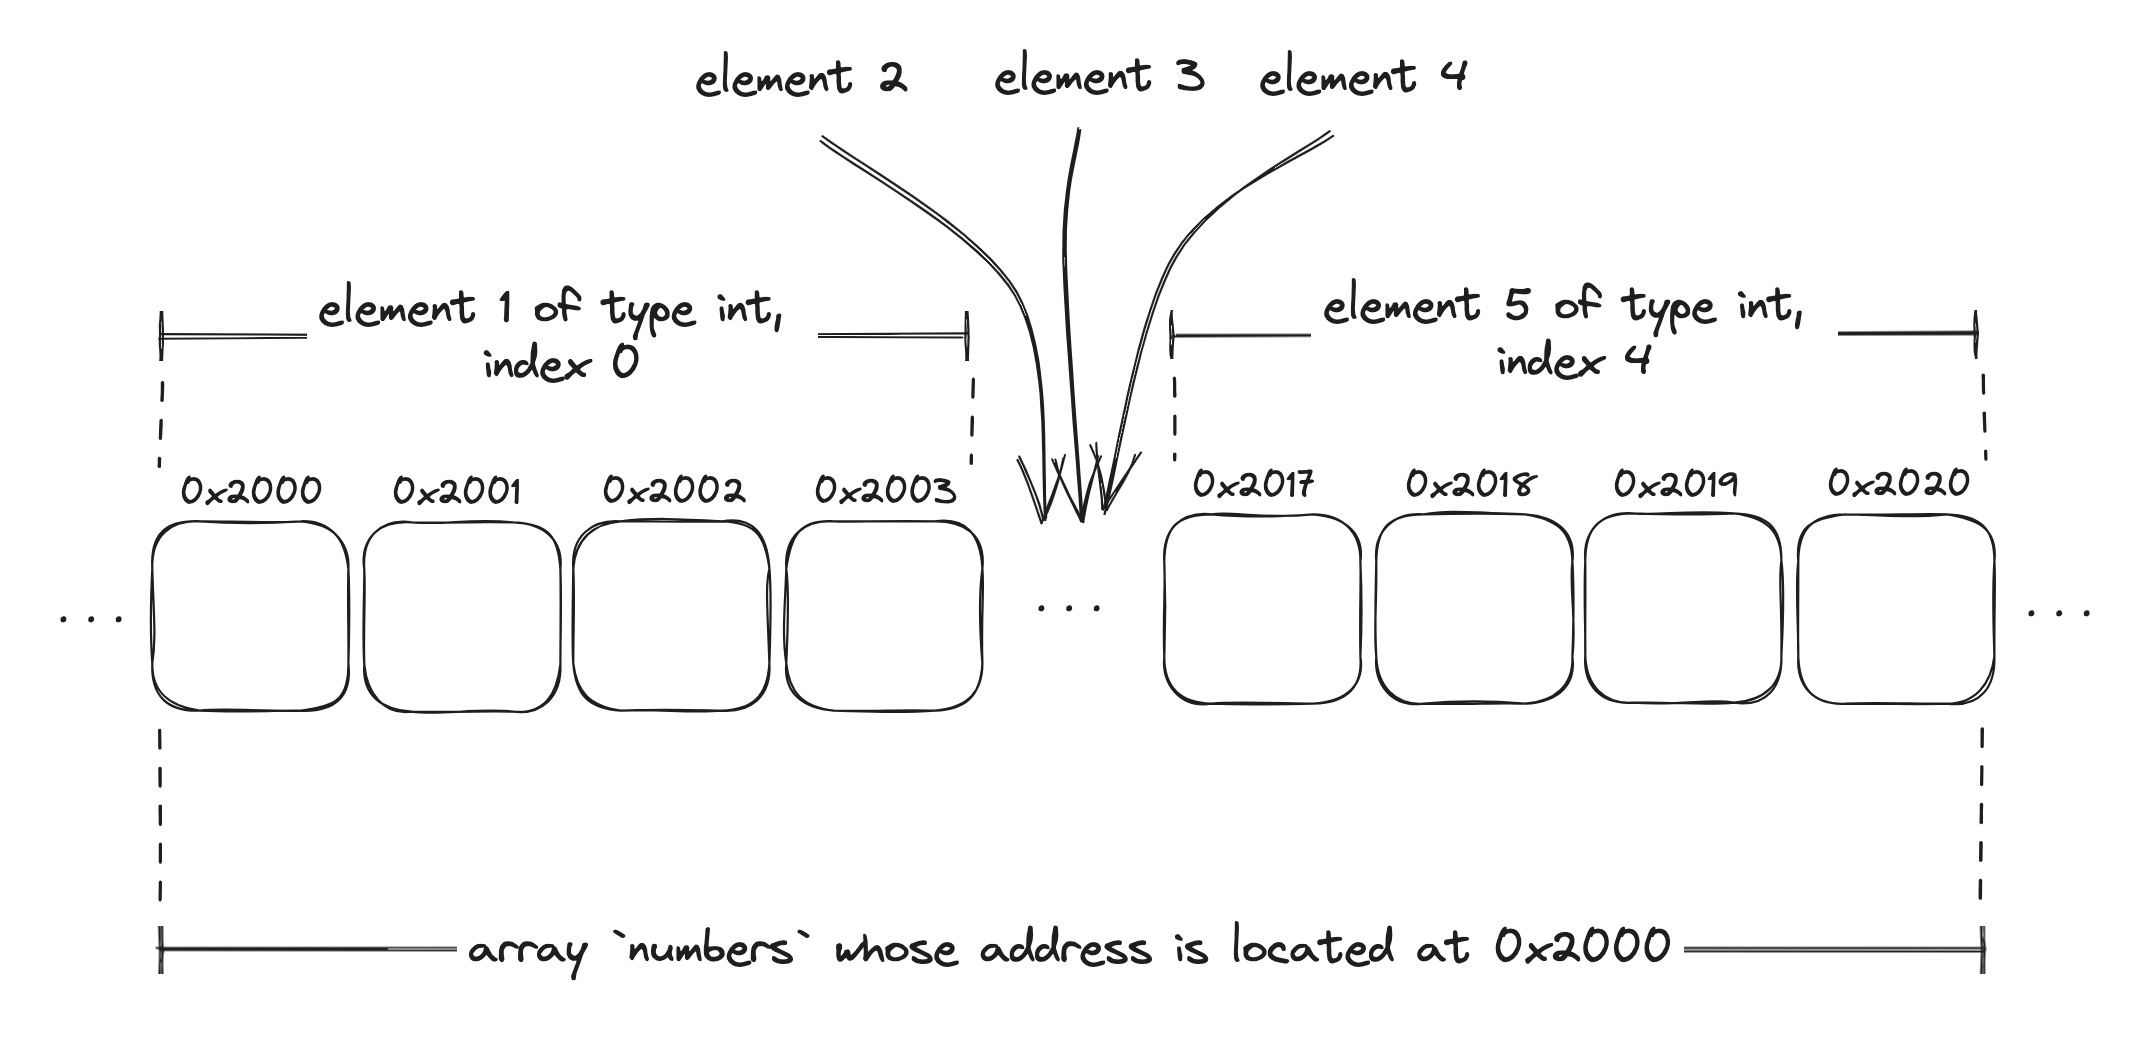 element 2 element 3 element 4
element 1 of type int,
index 0
element 5 of type int,
index 4
0x2000 0x2001 0x2002 0x2003 0x2017 0x2018 0x2019 0x2020
... ... ...
array `numbers` whose address is located at 0x2000